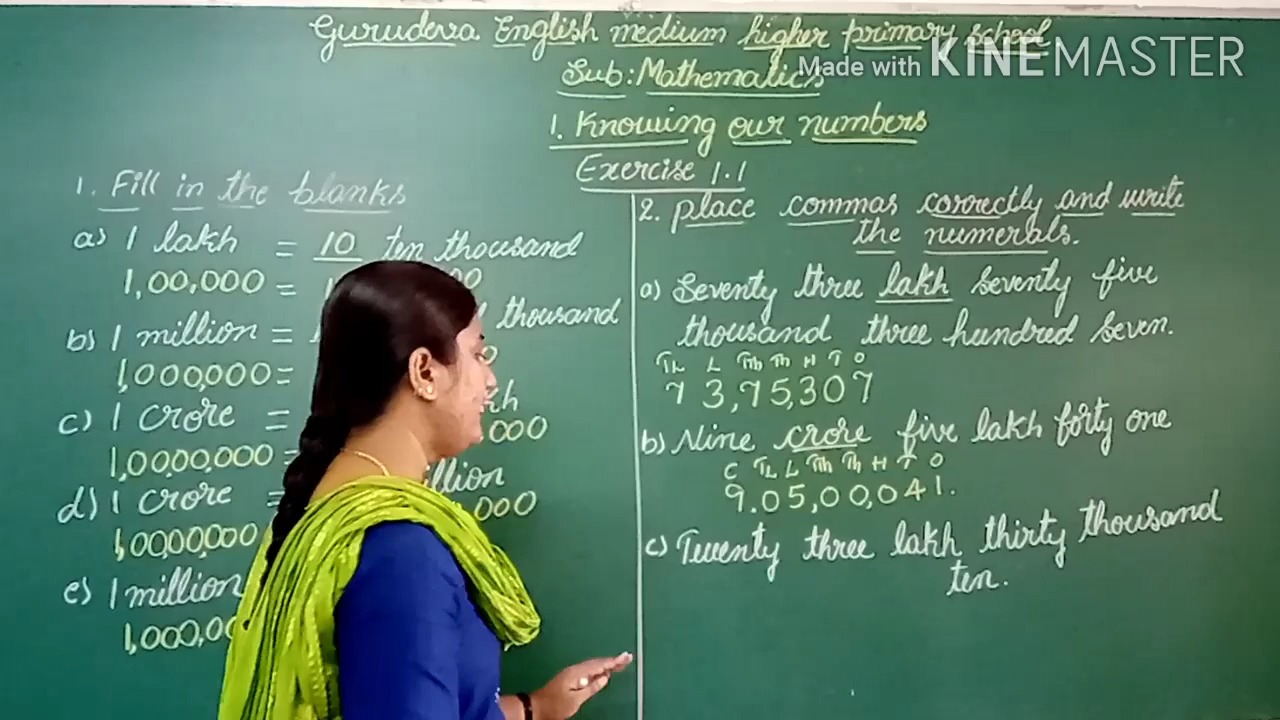 Gurudeva English medium higher primary school
Made with KINEMASTER
Sub: Mathematics
1. Knowing our numbers
Exercise 1.1
1. Fill in the blanks
a) 1 lakh = 10 ten thousand
1,00,000 =
b) 1 million = thousand
1,000,000 =
c) 1 crore =
1,00,00,000 = 000
d) 1 crore = million
1,00,00,000 000
e) 1 million
2. place commas correctly and write
the numerals.
a) Seventy three lakh seventy five
thousand three hundred seven.
TL L TTh Th H T O
7 3,75,307
b) Nine crore five lakh forty one
C TL L TTh Th H T O
9.05,00,041.
c) Twenty three lakh thirty thousand
ten.